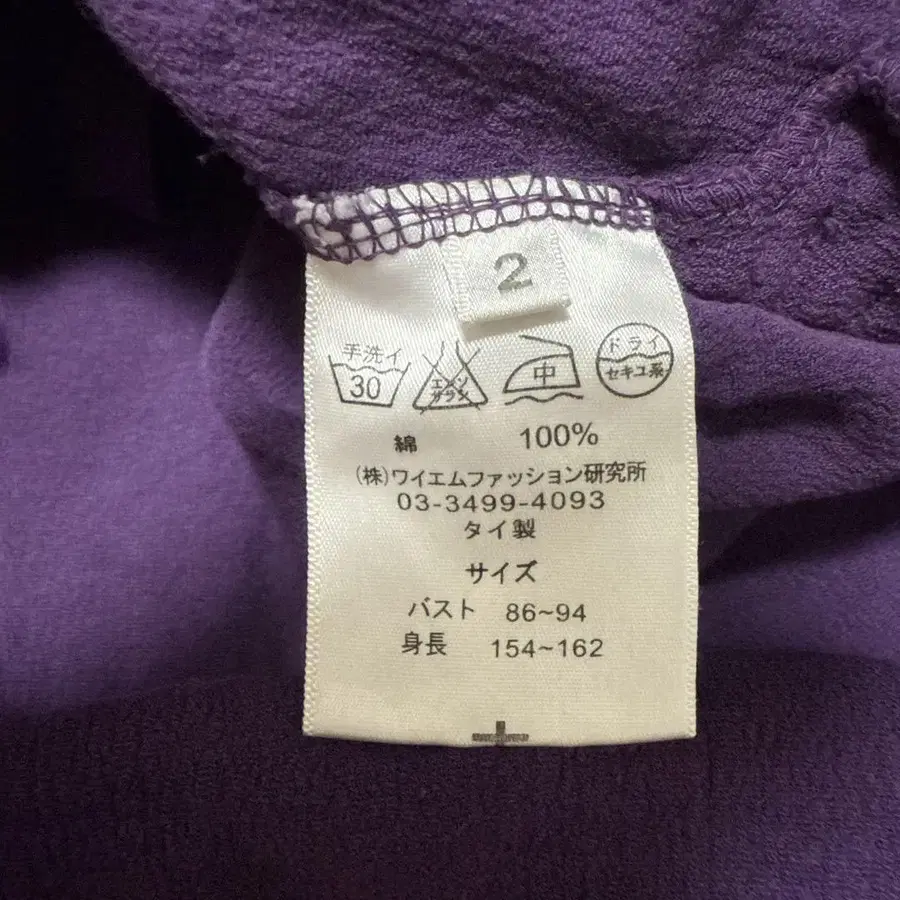 2
手洗イ
30
エンソ
サラシ
中
ドライ
セキユ系
綿 100%
(株)ワイエムファッション研究所
03-3499-4093
タイ製
サイズ
バスト 86~94
身長 154~162